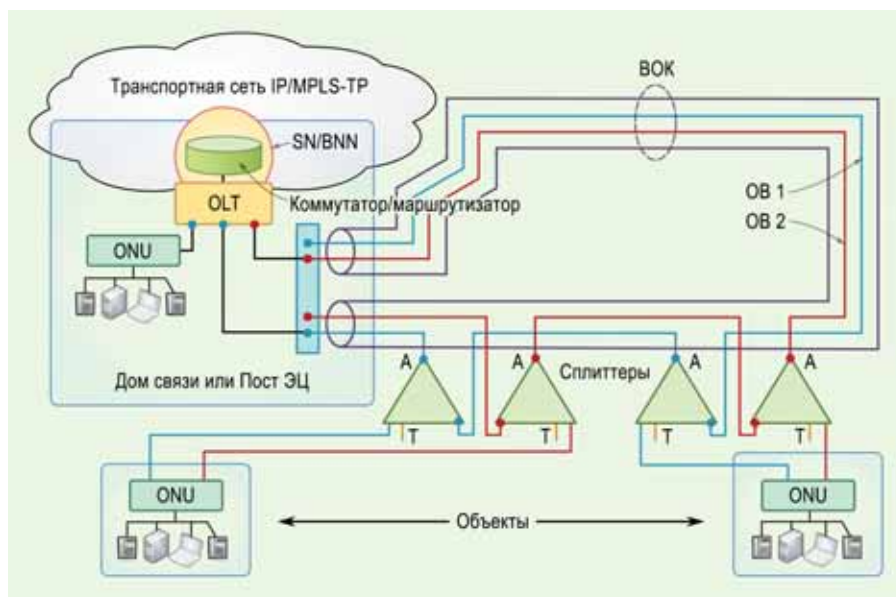 Транспортная сеть IP/MPLS-TP
ВОК
SN/BNN
OLT
Коммутатор/маршрутизатор
ОВ 1
ОВ 2
ONU
Дом связи или Пост ЭЦ
А
А
Сплиттеры
А
А
Т
Т
Т
Т
ONU
ONU
Объекты